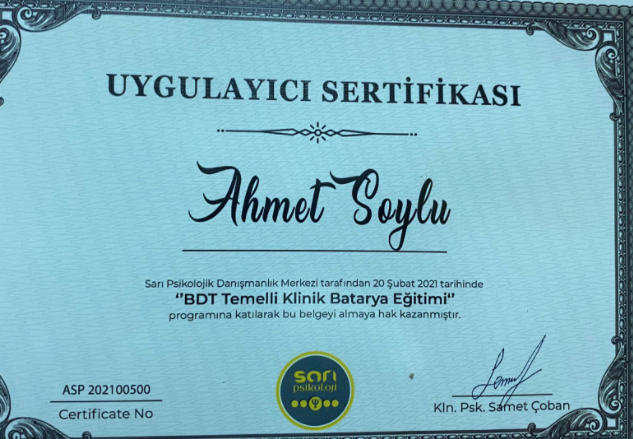 UYGULAYICI SERTİFİKASI
Ahmet Soylu
Sarı Psikolojik Danışmanlık Merkezi tarafından 20 Şubat 2021 tarihinde
‘’BDT Temelli Klinik Batarya Eğitimi‘’
programına katılarak bu belgeyi almaya hak kazanmıştır.
sarı
psikoloji
ASP 202100500
Certificate No
Kln. Psk. Samet Çoban